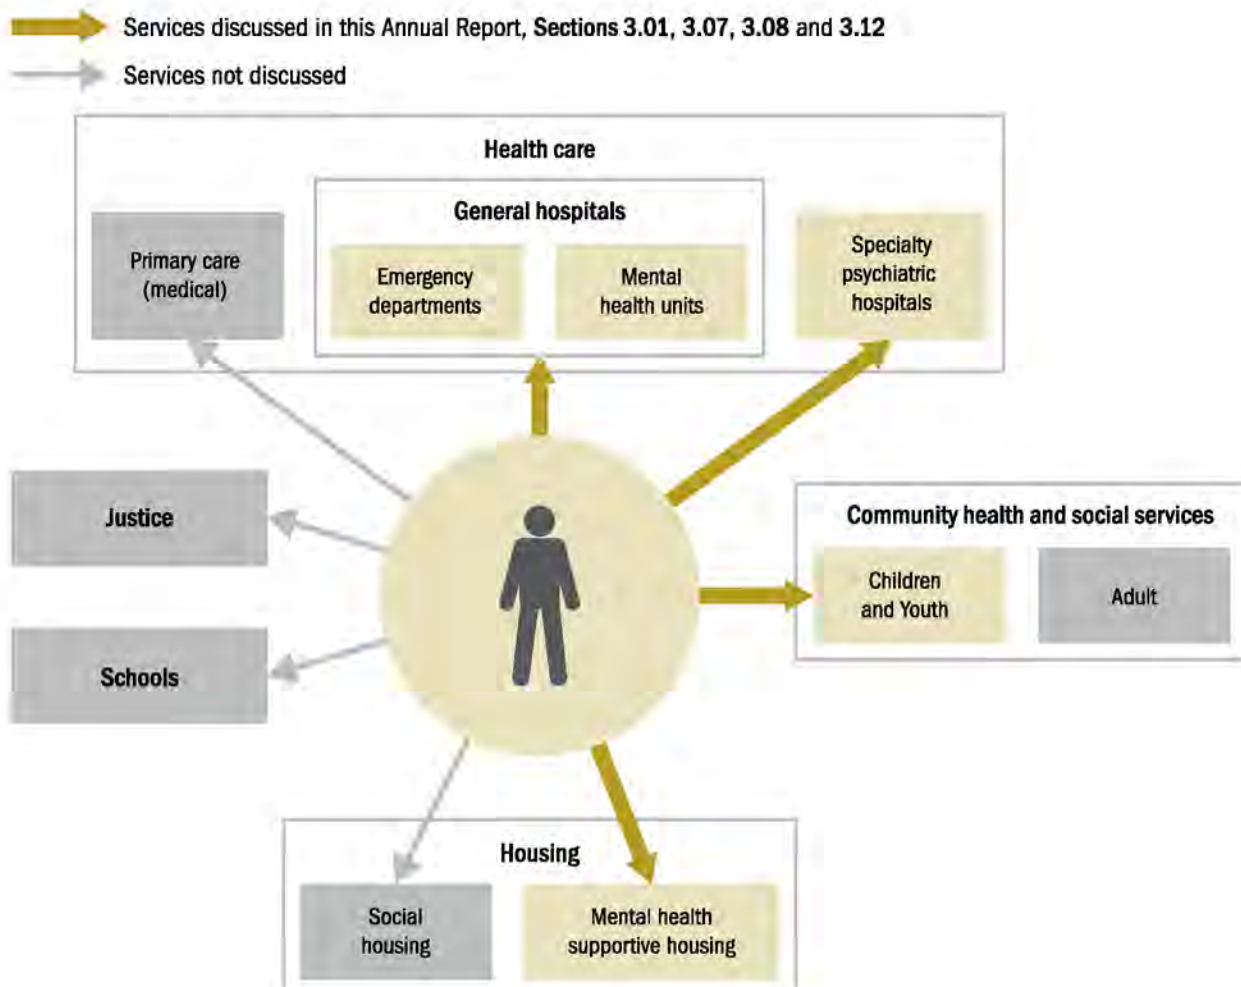 Services discussed in this Annual Report, Sections 3.01, 3.07, 3.08 and 3.12
Services not discussed
Health care
General hospitals
Primary care
(medical)
Emergency
departments
Mental
health units
Specialty
psychiatric
hospitals
Justice
Schools
Community health and social services
Children
and Youth
Adult
Housing
Social
housing
Mental health
supportive housing